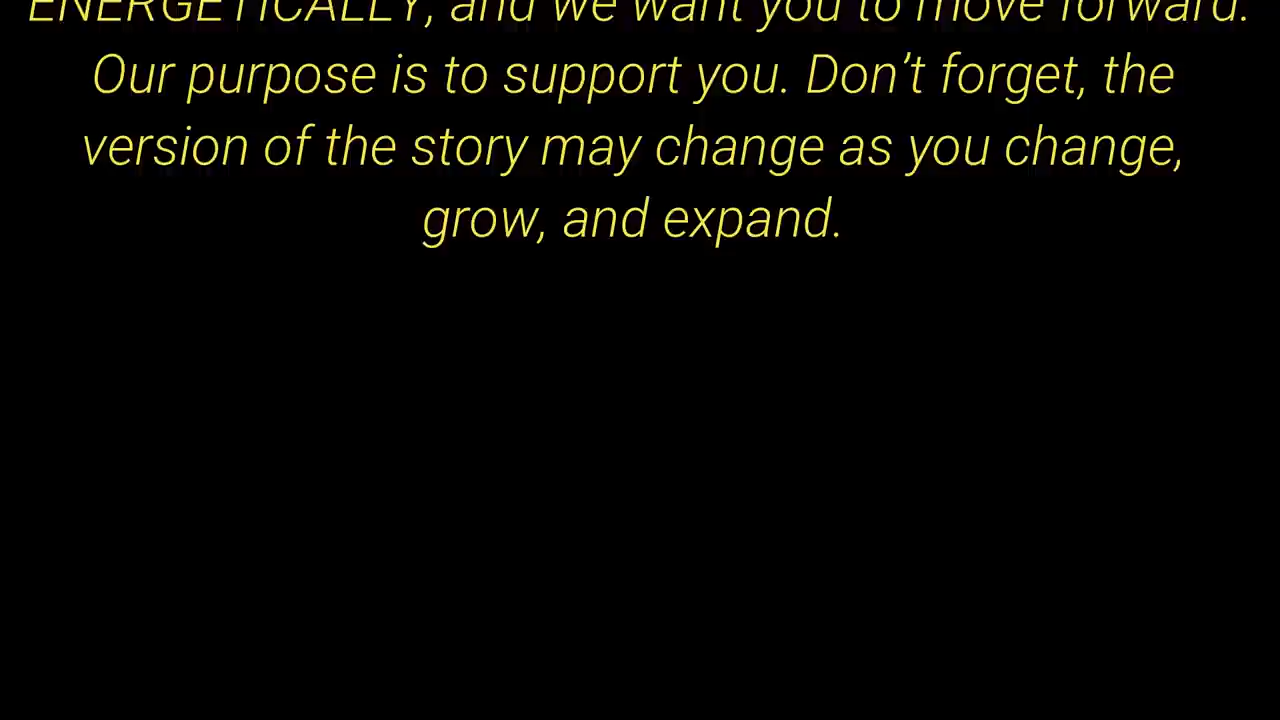 ENERGETICALLY, and we want you to move forward.
Our purpose is to support you. Don’t forget, the
version of the story may change as you change,
grow, and expand.